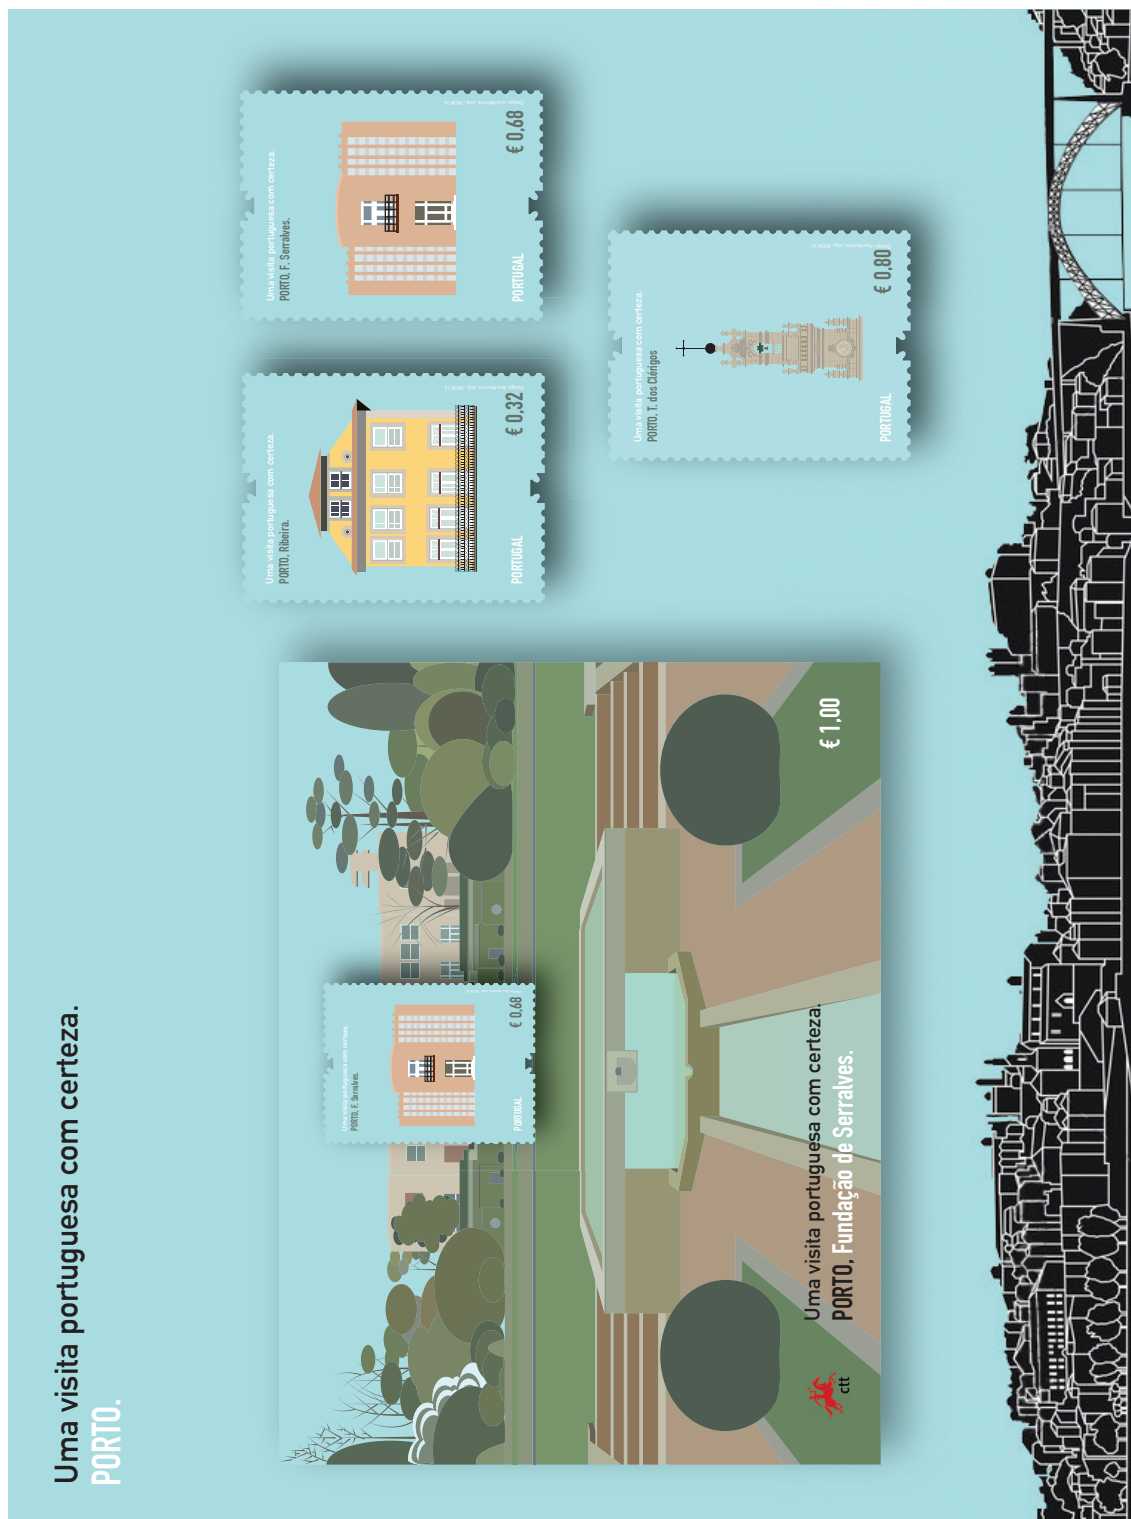 Uma visita portuguesa com certeza.
PORTO.
Uma visita portuguesa com certeza.
PORTO, Ribeira.
PORTUGAL
€ 0,32
Uma visita portuguesa com certeza.
PORTO, F. Serralves.
PORTUGAL
€ 0,68
Uma visita portuguesa com certeza.
PORTO, T. dos Clérigos
PORTUGAL
€ 0,80
Uma visita portuguesa com certeza.
PORTO, F. Serralves.
PORTUGAL
€ 0,68
€ 1,00
Uma visita portuguesa com certeza.
PORTO, Fundação de Serralves.
ctt